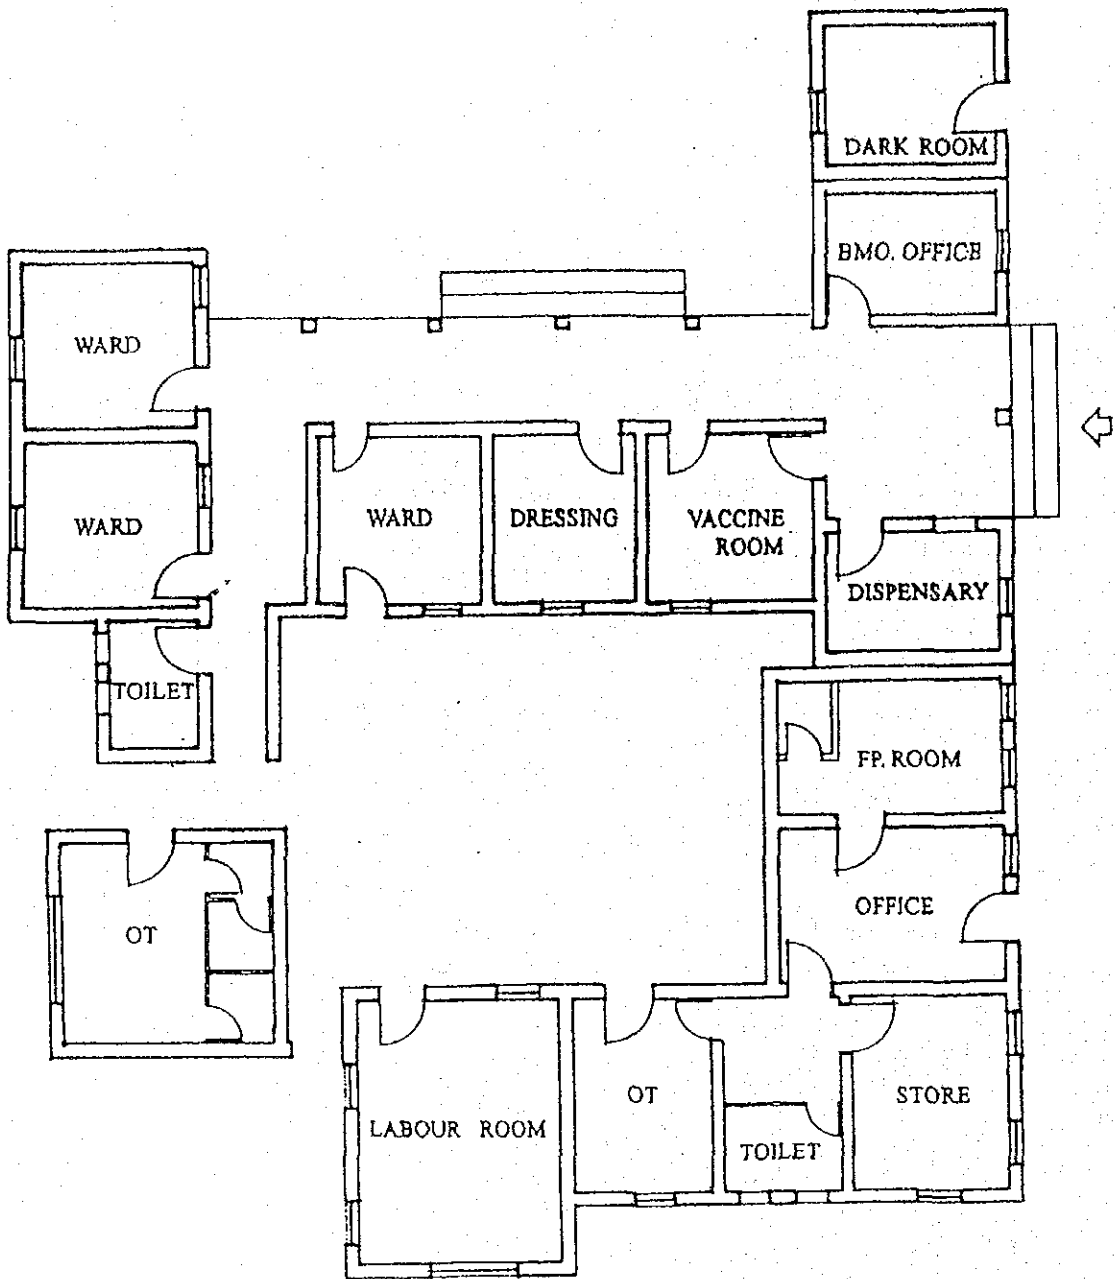 DARK ROOM
BMO. OFFICE
WARD
WARD
WARD
DRESSING
VACCINE
ROOM
DISPENSARY
TOILET
FP. ROOM
OFFICE
OT
OT
STORE
LABOUR ROOM
TOILET